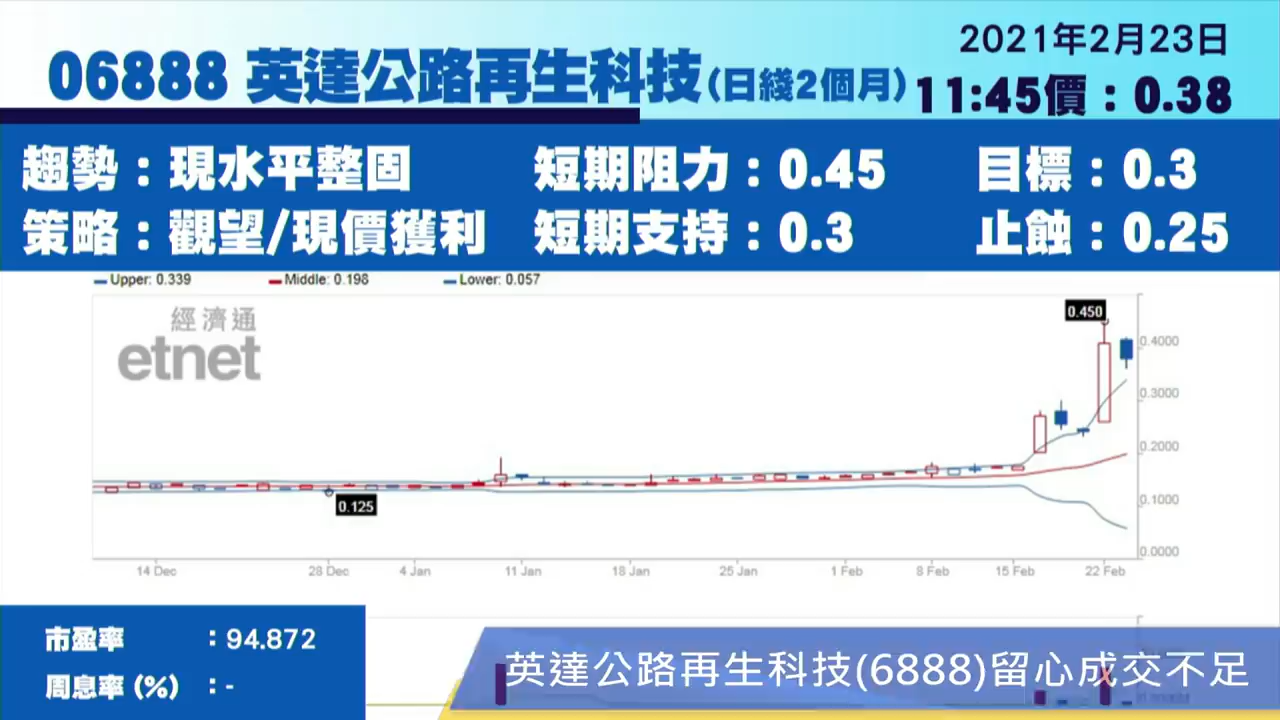 06888 英達公路再生科技(日綫2個月)
2021年2月23日
11:45價：0.38
趨勢：現水平整固
短期阻力：0.45
目標：0.3
策略：觀望/現價獲利
短期支持：0.3
止蝕：0.25
Upper: 0.339 Middle: 0.198 Lower: 0.057
經濟通
etnet
0.450
0.125
0.4000
0.3000
0.2000
0.1000
0.0000
14 Dec 28 Dec 4 Jan 11 Jan 18 Jan 25 Jan 1 Feb 8 Feb 15 Feb 22 Feb
市盈率 ：94.872
周息率 (%) ：-
英達公路再生科技(6888)留心成交不足